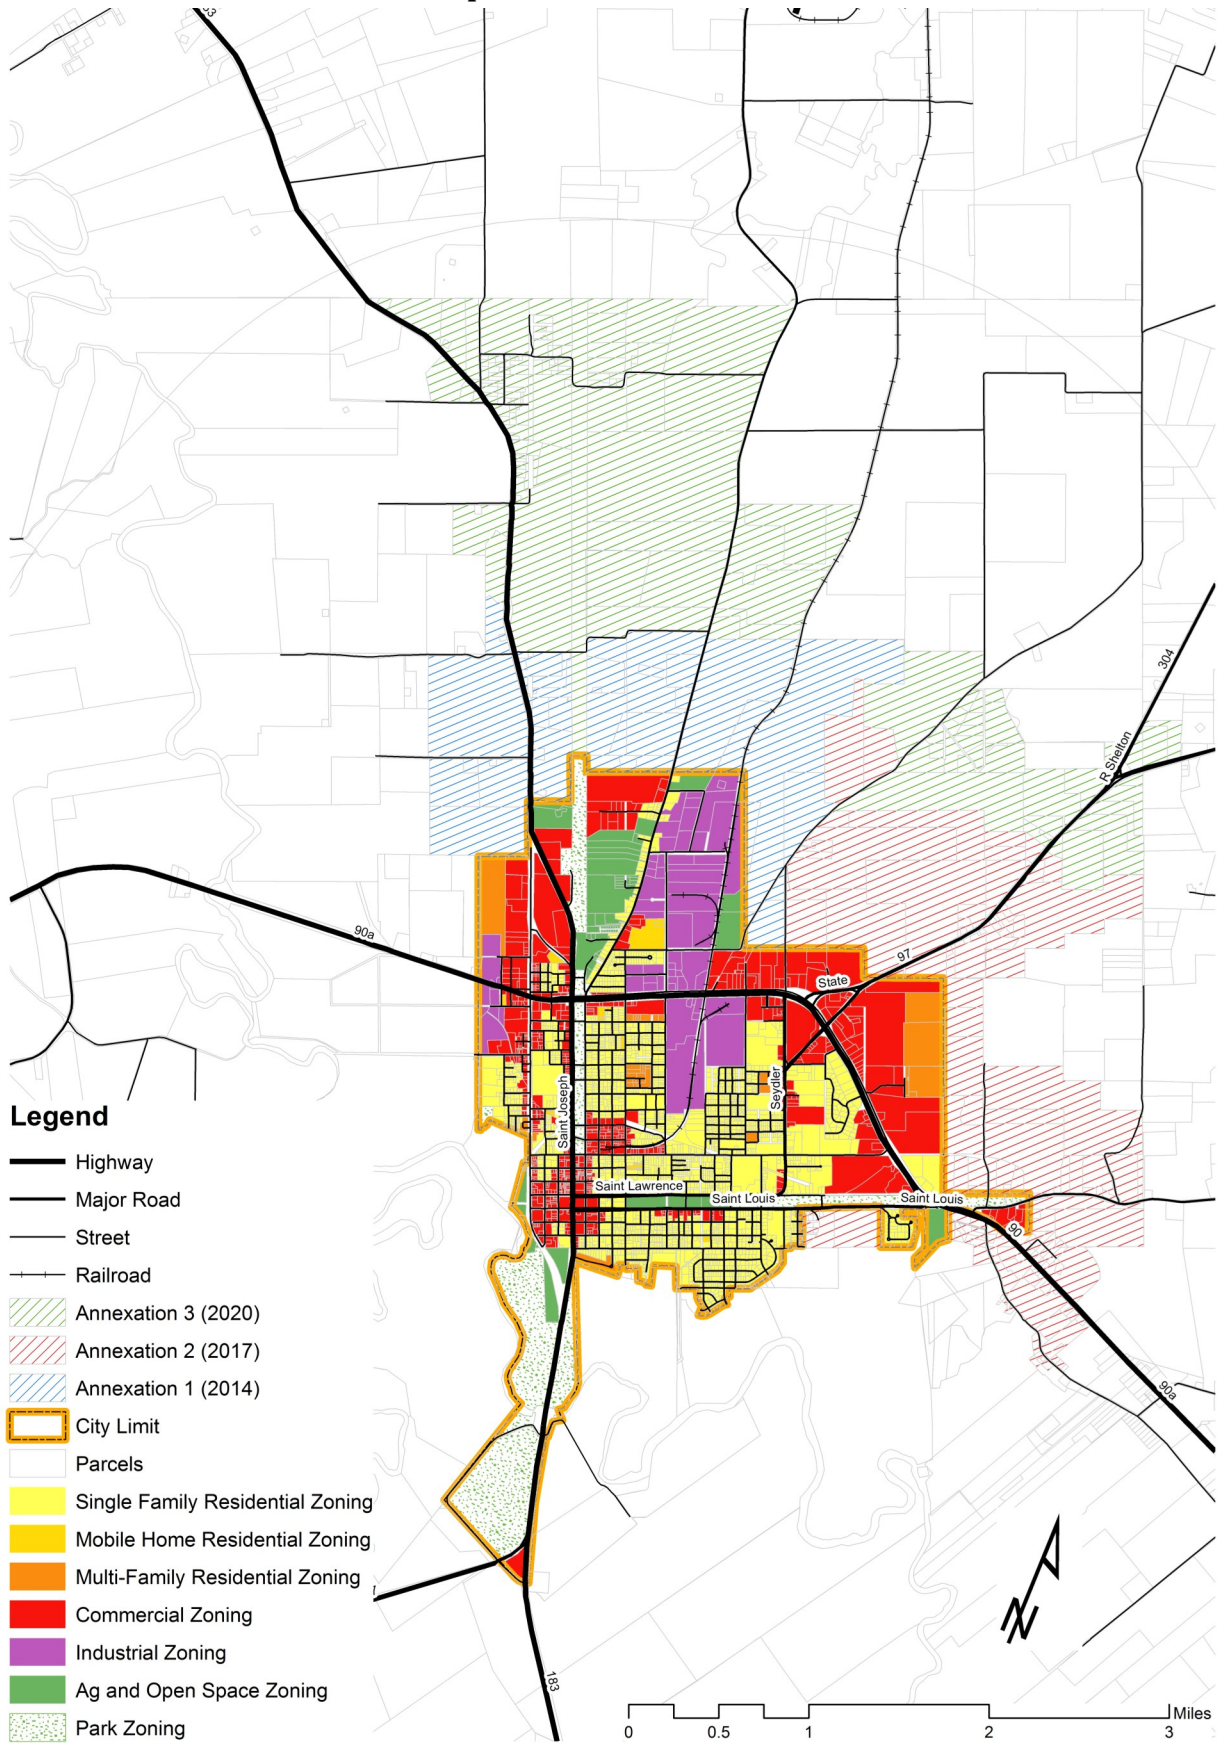 304
R Shelton
90a
97
State
Saint Joseph
Seydler
Saint Lawrence
Saint Louis
Saint Louis
90
90a
183
Legend
Highway
Major Road
Street
Railroad
Annexation 3 (2020)
Annexation 2 (2017)
Annexation 1 (2014)
City Limit
Parcels
Single Family Residential Zoning
Mobile Home Residential Zoning
Multi-Family Residential Zoning
Commercial Zoning
Industrial Zoning
Ag and Open Space Zoning
Park Zoning
N
Miles
0 0.5 1 2 3